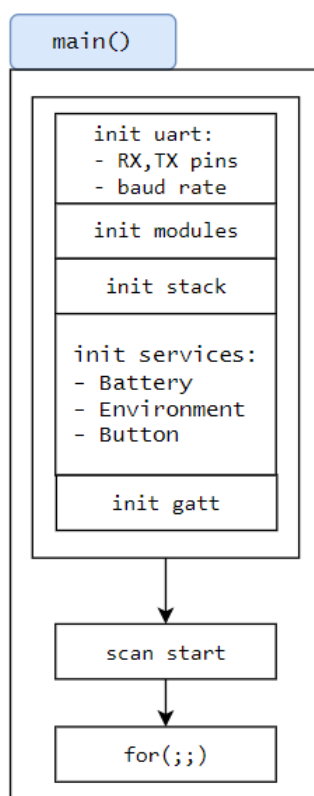 main()
init uart:
- RX,TX pins
- baud rate
init modules
init stack
init services:
- Battery
- Environment
- Button
init gatt
scan start
for(;;)